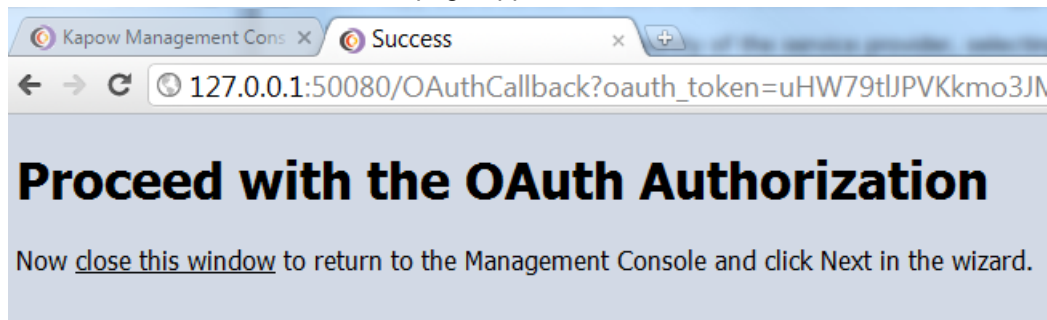 Kapow Management Cons
Success
127.0.0.1:50080/OAuthCallback?oauth_token=uHW79tlJPVKkmo3J
Proceed with the OAuth Authorization
Now close this window to return to the Management Console and click Next in the wizard.